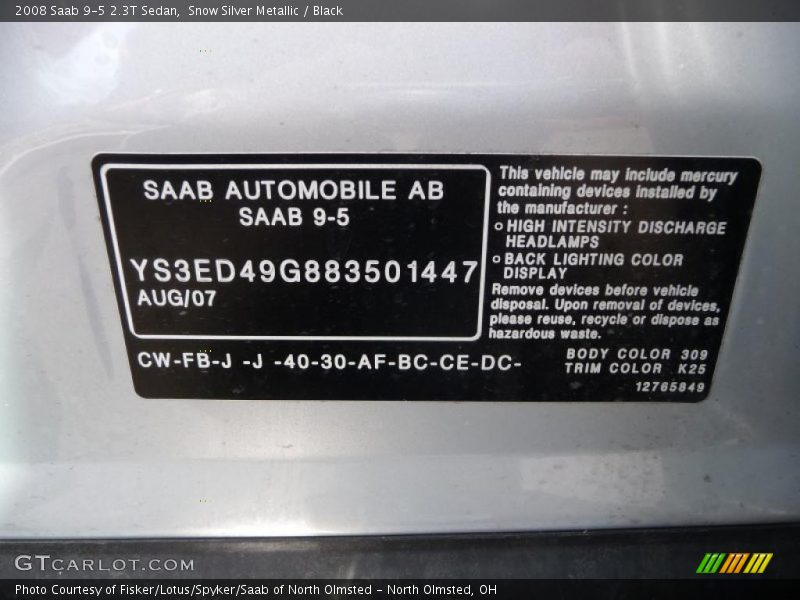 2008 Saab 9-5 2.3T Sedan, Snow Silver Metallic / Black
SAAB AUTOMOBILE AB
SAAB 9-5
YS3ED49G883501447
AUG/07
This vehicle may include mercury
containing devices installed by
the manufacturer :
o HIGH INTENSITY DISCHARGE
HEADLAMPS
o BACK LIGHTING COLOR
DISPLAY
Remove devices before vehicle
disposal. Upon removal of devices,
please reuse, recycle or dispose as
hazardous waste.
CW-FB-J -J -40-30-AF-BC-CE-DC-
BODY COLOR 309
TRIM COLOR K25
12765849
GTCARLOT.COM
Photo Courtesy of Fisker/Lotus/Spyker/Saab of North Olmsted - North Olmsted, OH